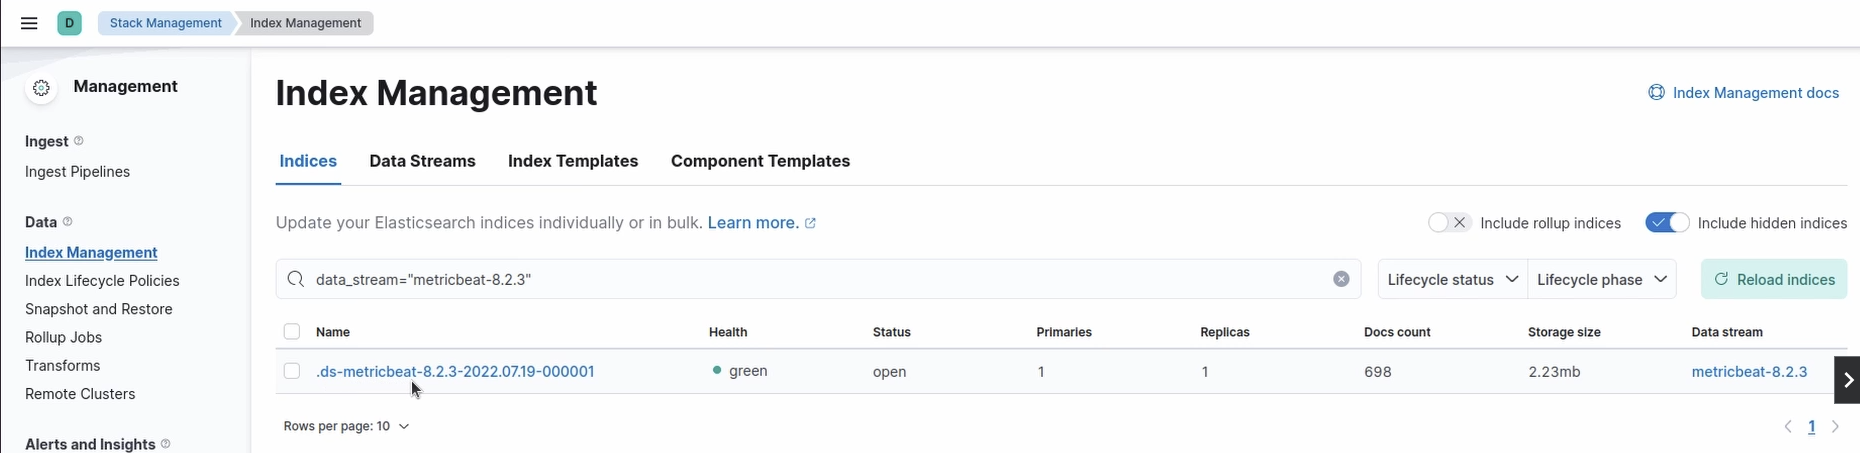 D Stack Management Index Management
Management
Ingest
Ingest Pipelines
Data
Index Management
Index Lifecycle Policies
Snapshot and Restore
Rollup Jobs
Transforms
Remote Clusters
Alerts and Insights
Index Management
Index Management docs
Indices Data Streams Index Templates Component Templates
Update your Elasticsearch indices individually or in bulk. Learn more.
Include rollup indices Include hidden indices
data_stream="metricbeat-8.2.3" Lifecycle status Lifecycle phase Reload indices
Name Health Status Primaries Replicas Docs count Storage size Data stream
.ds-metricbeat-8.2.3-2022.07.19-000001 green open 1 1 698 2.23mb metricbeat-8.2.3
Rows per page: 10 1